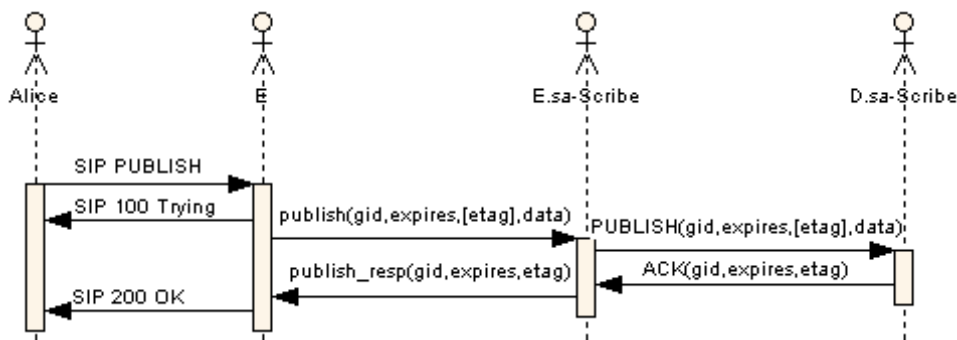 Alice
E
E.sa-Scribe
D.sa-Scribe
SIP PUBLISH
SIP 100 Trying
publish(gid,expires,[etag],data)
PUBLISH(gid,expires,[etag],data)
publish_resp(gid,expires,etag)
ACK(gid,expires,etag)
SIP 200 OK